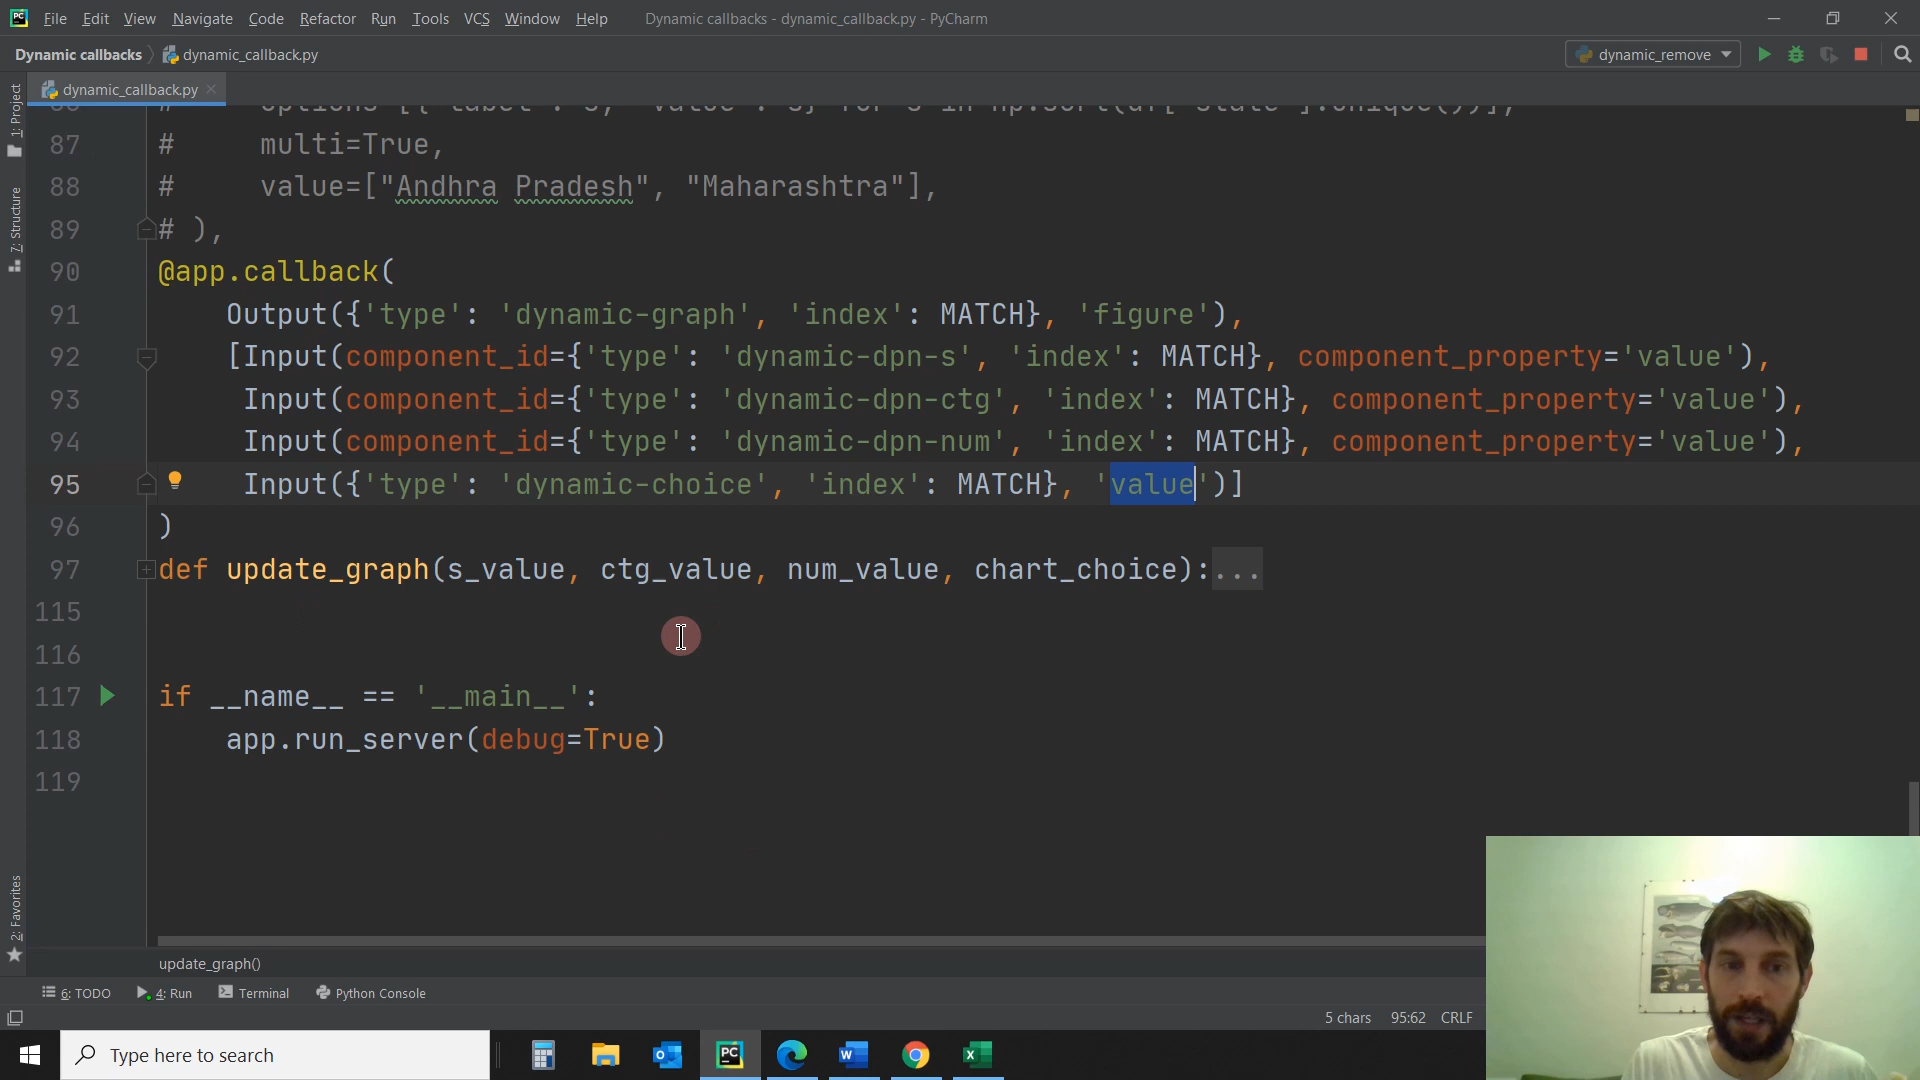 File Edit View Navigate Code Refactor Run Tools VCS Window Help Dynamic callbacks - dynamic_callback.py - PyCharm
Dynamic callbacks dynamic_callback.py dynamic_remove
dynamic_callback.py
1: Project
7: Structure
2: Favorites
87 # multi=True,
88 # value=["Andhra Pradesh", "Maharashtra"],
89 # ),
90 @app.callback(
91 Output({'type': 'dynamic-graph', 'index': MATCH}, 'figure'),
92 [Input(component_id={'type': 'dynamic-dpn-s', 'index': MATCH}, component_property='value'),
93 Input(component_id={'type': 'dynamic-dpn-ctg', 'index': MATCH}, component_property='value'),
94 Input(component_id={'type': 'dynamic-dpn-num', 'index': MATCH}, component_property='value'),
95 Input({'type': 'dynamic-choice', 'index': MATCH}, 'value')]
96 )
97 def update_graph(s_value, ctg_value, num_value, chart_choice):...
115
116
117 if __name__ == '__main__':
118 app.run_server(debug=True)
119
update_graph()
6: TODO 4: Run Terminal Python Console
5 chars 95:62 CRLF
Type here to search